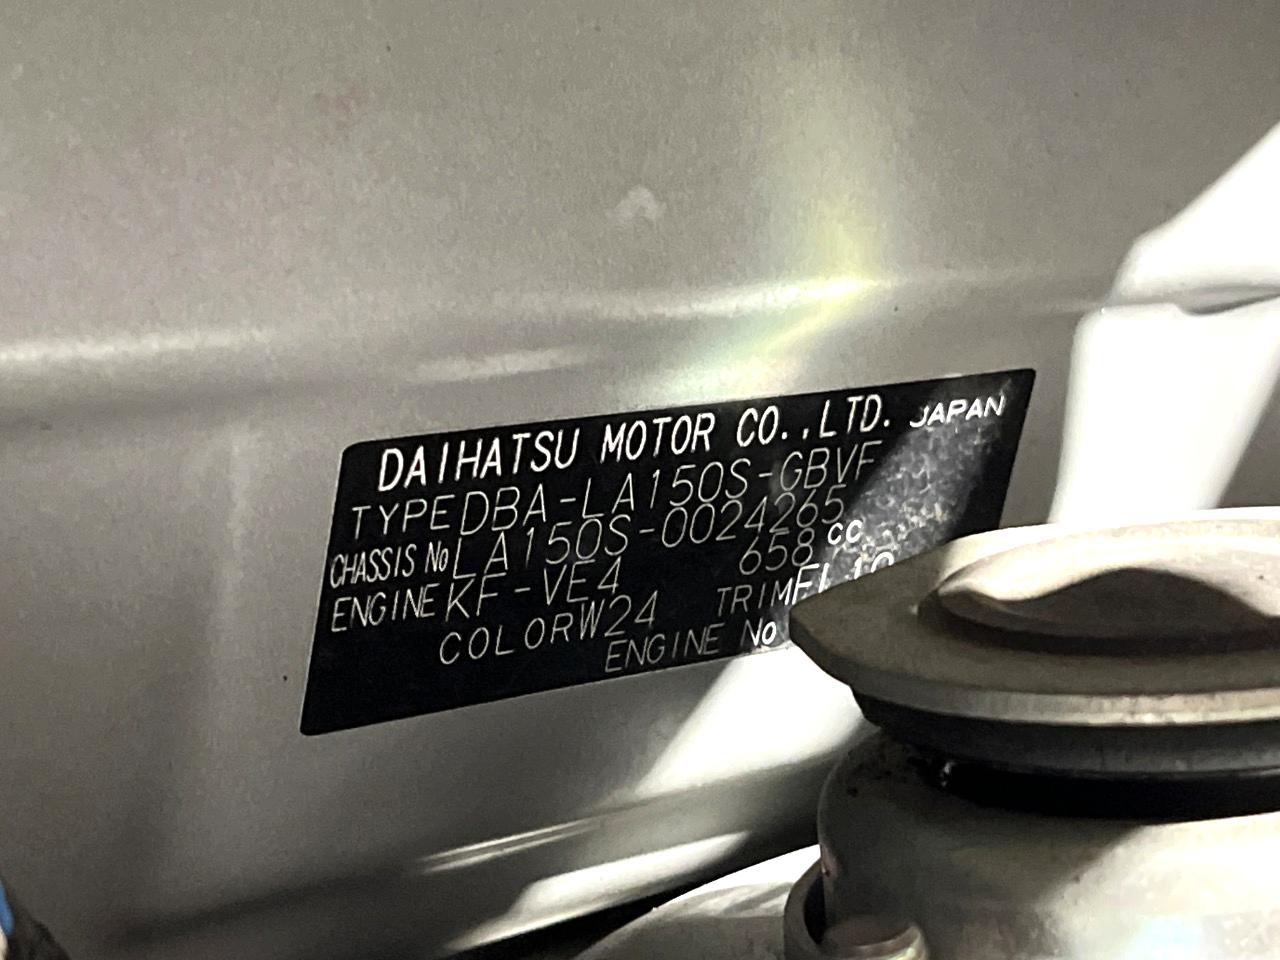 DAIHATSU MOTOR CO.,LTD. JAPAN
TYPE DBA-LA150S-GBVF
CHASSIS No LA150S-0024265
ENGINE KF-VE4 658 CC
COLOR W24 TRIM
ENGINE No